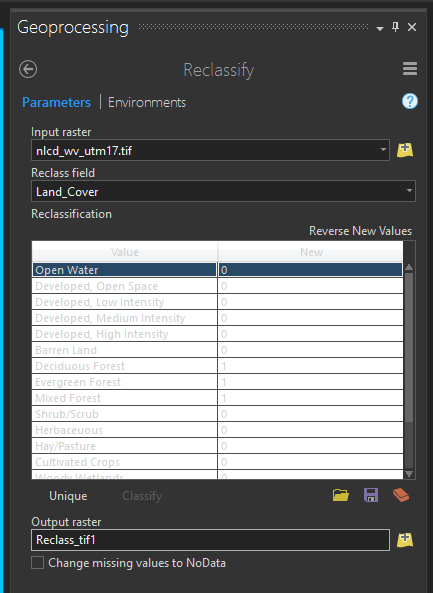 Geoprocessing
Reclassify
Parameters | Environments
?
Input raster
nlcd_wv_utm17.tif
Reclass field
Land_Cover
Reclassification
Reverse New Values
Value New
Open Water 0
Developed, Open Space 0
Developed, Low Intensity 0
Developed, Medium Intensity 0
Developed, High Intensity 0
Barren Land 0
Deciduous Forest 1
Evergreen Forest 1
Mixed Forest 1
Shrub/Scrub 0
Herbaceuous 0
Hay/Pasture 0
Cultivated Crops 0
Woody Wetlands
Unique Classify
Output raster
Reclass_tif1
Change missing values to NoData